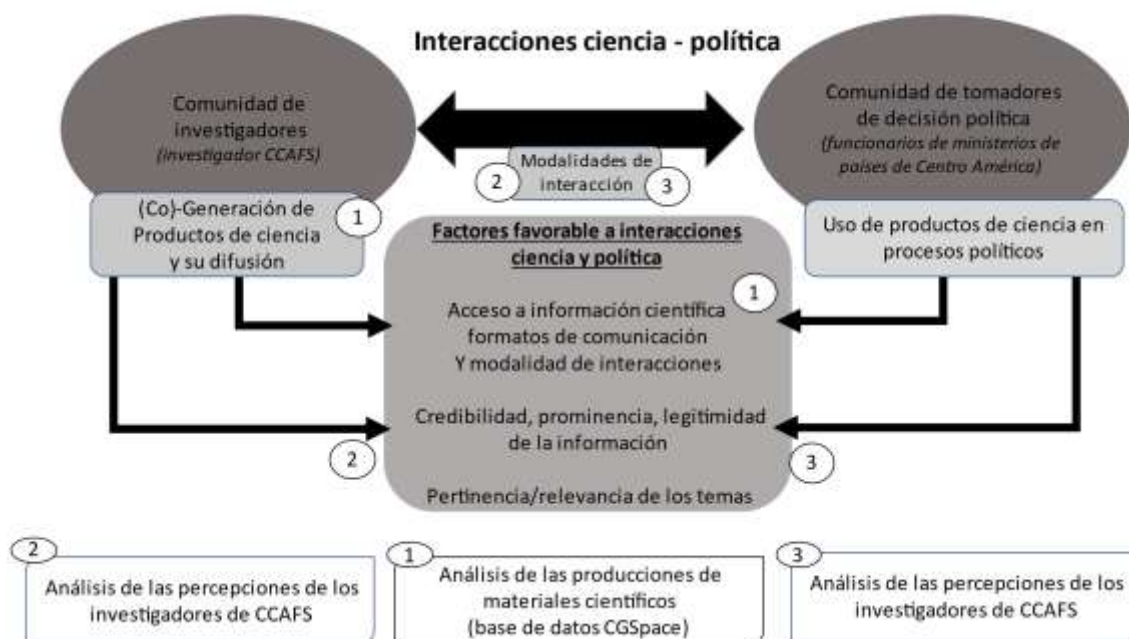 Interacciones ciencia - política
Comunidad de
investigadores
(investigador CCAFS)
Comunidad de tomadores
de decisión política
(funcionarios de ministerios de
países de Centro América)
2
Modalidades de
interacción
3
(Co)-Generación de
Productos de ciencia
y su difusión
1
Uso de productos de ciencia en
procesos políticos
Factores favorable a interacciones
ciencia y política
1
Acceso a información científica
formatos de comunicación
Y modalidad de interacciones
Credibilidad, prominencia, legitimidad
de la información
2
3
Pertinencia/relevancia de los temas
2
Análisis de las percepciones de los
investigadores de CCAFS
1
Análisis de las producciones de
materiales científicos
(base de datos CGSpace)
3
Análisis de las percepciones de los
investigadores de CCAFS